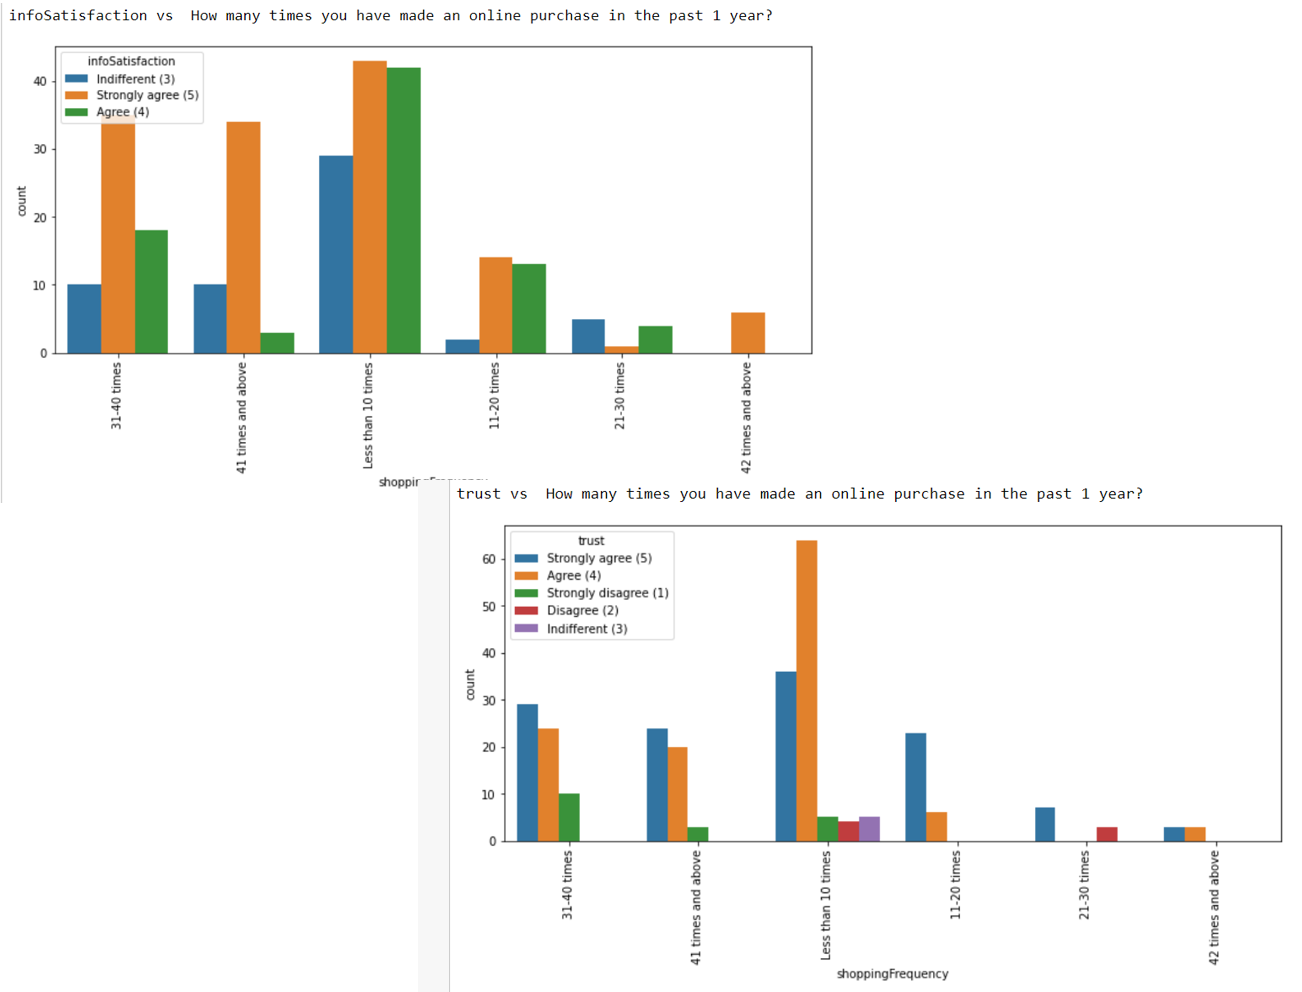 infoSatisfaction vs  How many times you have made an online purchase in the past 1 year?
infoSatisfaction
Indifferent (3)
Strongly agree (5)
Agree (4)
40
30
20
10
0
count
31-40 times
41 times and above
Less than 10 times
11-20 times
21-30 times
42 times and above
trust vs  How many times you have made an online purchase in the past 1 year?
trust
Strongly agree (5)
Agree (4)
Strongly disagree (1)
Disagree (2)
Indifferent (3)
60
50
40
30
20
10
0
count
31-40 times
41 times and above
Less than 10 times
11-20 times
21-30 times
42 times and above
shoppingFrequency